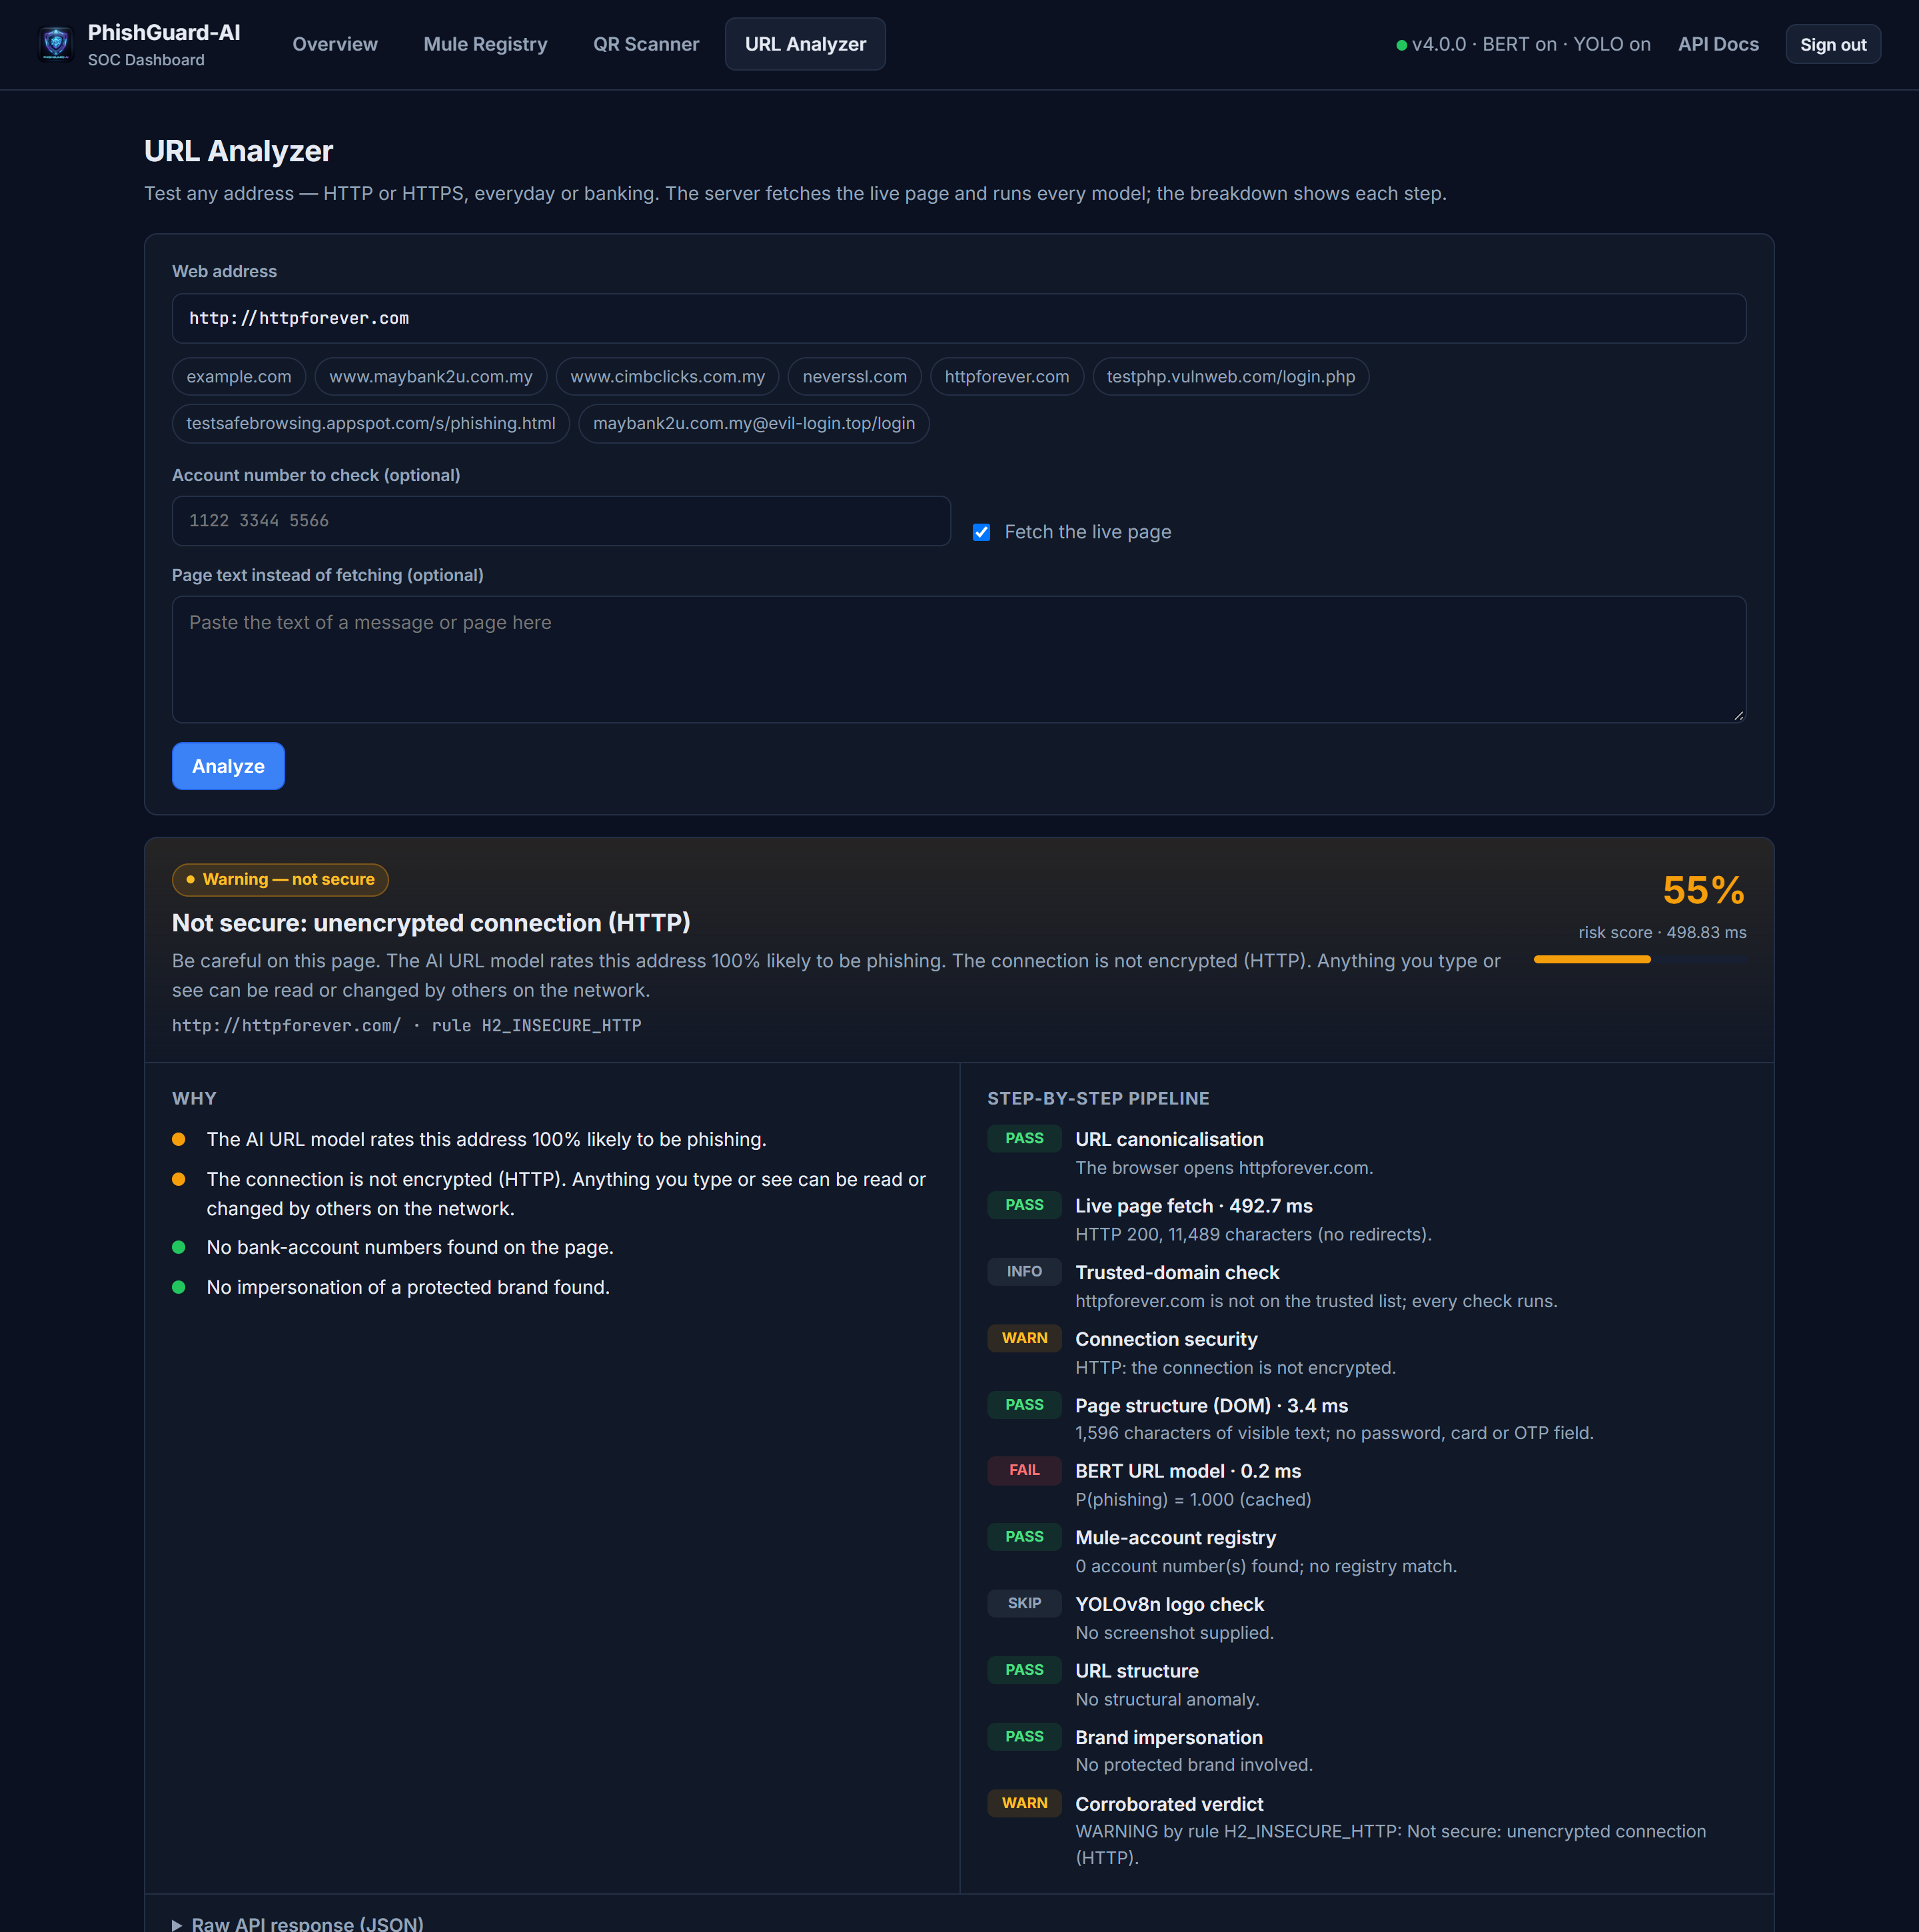 PhishGuard-AI
SOC Dashboard
Overview
Mule Registry
QR Scanner
URL Analyzer
v4.0.0 · BERT on · YOLO on
API Docs
Sign out
URL Analyzer
Test any address — HTTP or HTTPS, everyday or banking. The server fetches the live page and runs every model; the breakdown shows each step.
Web address
http://httpforever.com
example.com
www.maybank2u.com.my
www.cimbclicks.com.my
neverssl.com
httpforever.com
testphp.vulnweb.com/login.php
testsafebrowsing.appspot.com/s/phishing.html
maybank2u.com.my@evil-login.top/login
Account number to check (optional)
1122 3344 5566
Fetch the live page
Page text instead of fetching (optional)
Paste the text of a message or page here
Analyze
Warning — not secure
Not secure: unencrypted connection (HTTP)
Be careful on this page. The AI URL model rates this address 100% likely to be phishing. The connection is not encrypted (HTTP). Anything you type or
see can be read or changed by others on the network.
http://httpforever.com/ · rule H2_INSECURE_HTTP
55%
risk score · 498.83 ms
WHY
The AI URL model rates this address 100% likely to be phishing.
The connection is not encrypted (HTTP). Anything you type or see can be read or
changed by others on the network.
No bank-account numbers found on the page.
No impersonation of a protected brand found.
STEP-BY-STEP PIPELINE
PASS URL canonicalisation
The browser opens httpforever.com.
PASS Live page fetch · 492.7 ms
HTTP 200, 11,489 characters (no redirects).
INFO Trusted-domain check
httpforever.com is not on the trusted list; every check runs.
WARN Connection security
HTTP: the connection is not encrypted.
PASS Page structure (DOM) · 3.4 ms
1,596 characters of visible text; no password, card or OTP field.
FAIL BERT URL model · 0.2 ms
P(phishing) = 1.000 (cached)
PASS Mule-account registry
0 account number(s) found; no registry match.
SKIP YOLOv8n logo check
No screenshot supplied.
PASS URL structure
No structural anomaly.
PASS Brand impersonation
No protected brand involved.
WARN Corroborated verdict
WARNING by rule H2_INSECURE_HTTP: Not secure: unencrypted connection
(HTTP).
Raw API response (JSON)